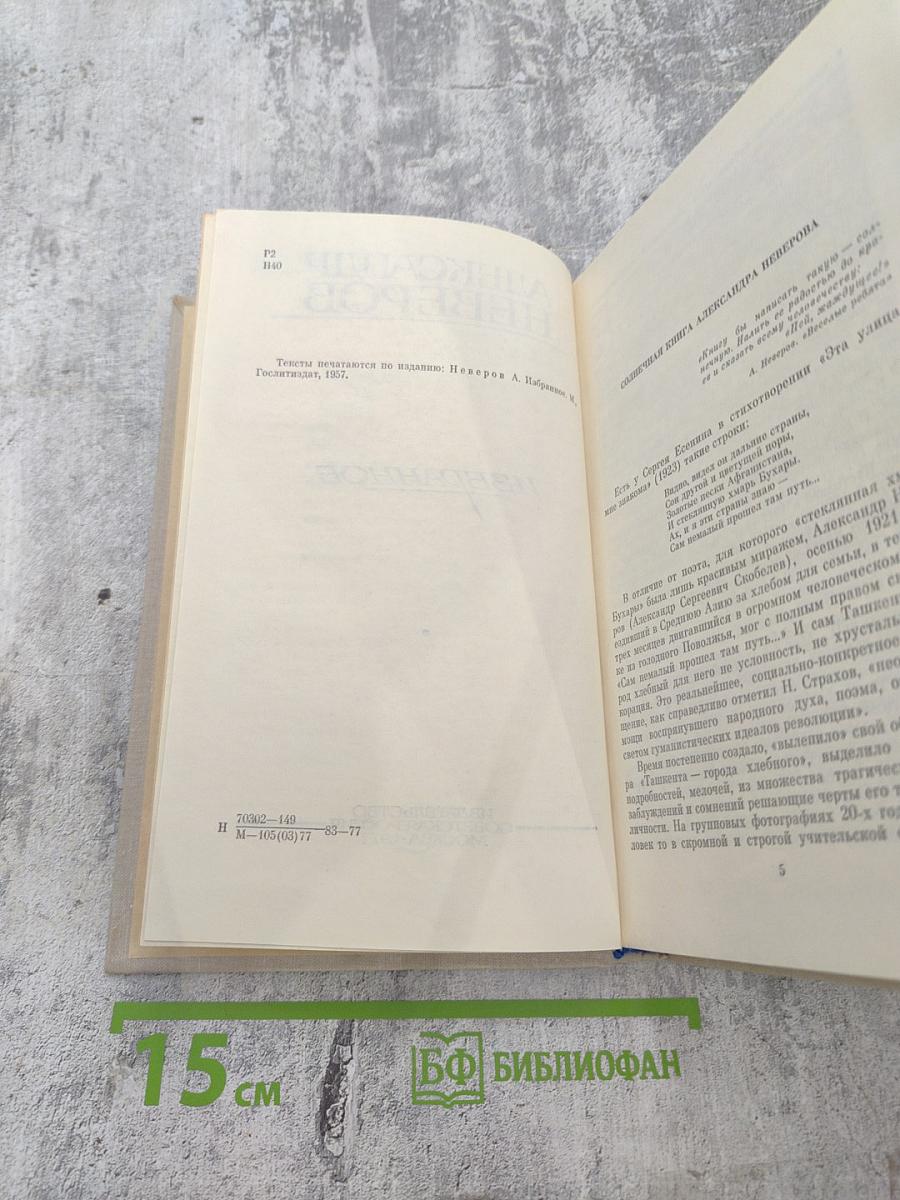 Р2
Н40
Тексты печатаются по изданию: Неверов А. Избранное. М.,
Гослитиздат, 1957.
Н 70302—149
М—105(03)77 83—77
СОЛНЕЧНАЯ КНИГА АЛЕКСАНДРА НЕВЕРОВА
«Книгу бы написать такую — сол-
нечную. Налить ее радостью до кра-
ев и сказать всему человечеству:
«Пей, жаждущее!»
А. Неверов. «Веселые ребята»
Есть у Сергея Есенина в стихотворении «Эта улица
мне знакома» (1923) такие строки:
Видно, видел он дальние страны,
Сон другой и цветущей поры,
Золотые пески Афганистана,
И стеклянную хмарь Бухары.
Ах, и я эти страны знаю —
Сам немалый прошел там путь...
В отличие от поэта, для которого «стеклянная
Бухары» была лишь красивым миражем, Александр
ров (Александр Сергеевич Скобелев), осенью 1921
ездивший в Среднюю Азию за хлебом для семьи, в
трех месяцев двигавшийся в огромном человеческом
ке из голодного Поволжья, мог с полным правом
«Сам немалый прошел там путь...» И сам
род хлебный для него не условность, не
корация. Это реальнейшее, социально-конкретное
щение, как справедливо отметил Н. Страхов,
мощи воспрянувшего народного духа, поэма,
светом гуманистических идеалов революции».
Время постепенно создало, «вылепило» свой
ра «Ташкента — города хлебного», выделило
подробностей, мелочей, из множества
заблуждений и сомнений решающие черты его
личности. На групповых фотографиях 20-х
ловек то в скромной и строгой учительской
5
15 см
БФ БИБЛИОФАН